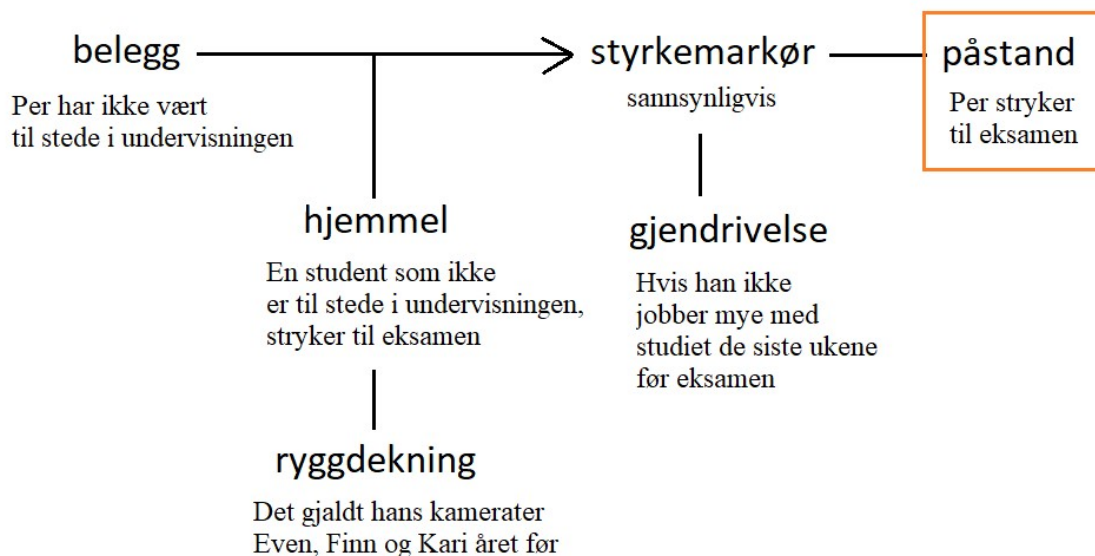 belegg
Per har ikke vært
til stede i undervisningen
styrkemarkør
sannsynligvis
påstand
Per stryker
til eksamen
hjemmel
En student som ikke
er til stede i undervisningen,
stryker til eksamen
gjendrivelse
Hvis han ikke
jobber mye med
studiet de siste ukene
før eksamen
ryggdekning
Det gjaldt hans kamerater
Even, Finn og Kari året før